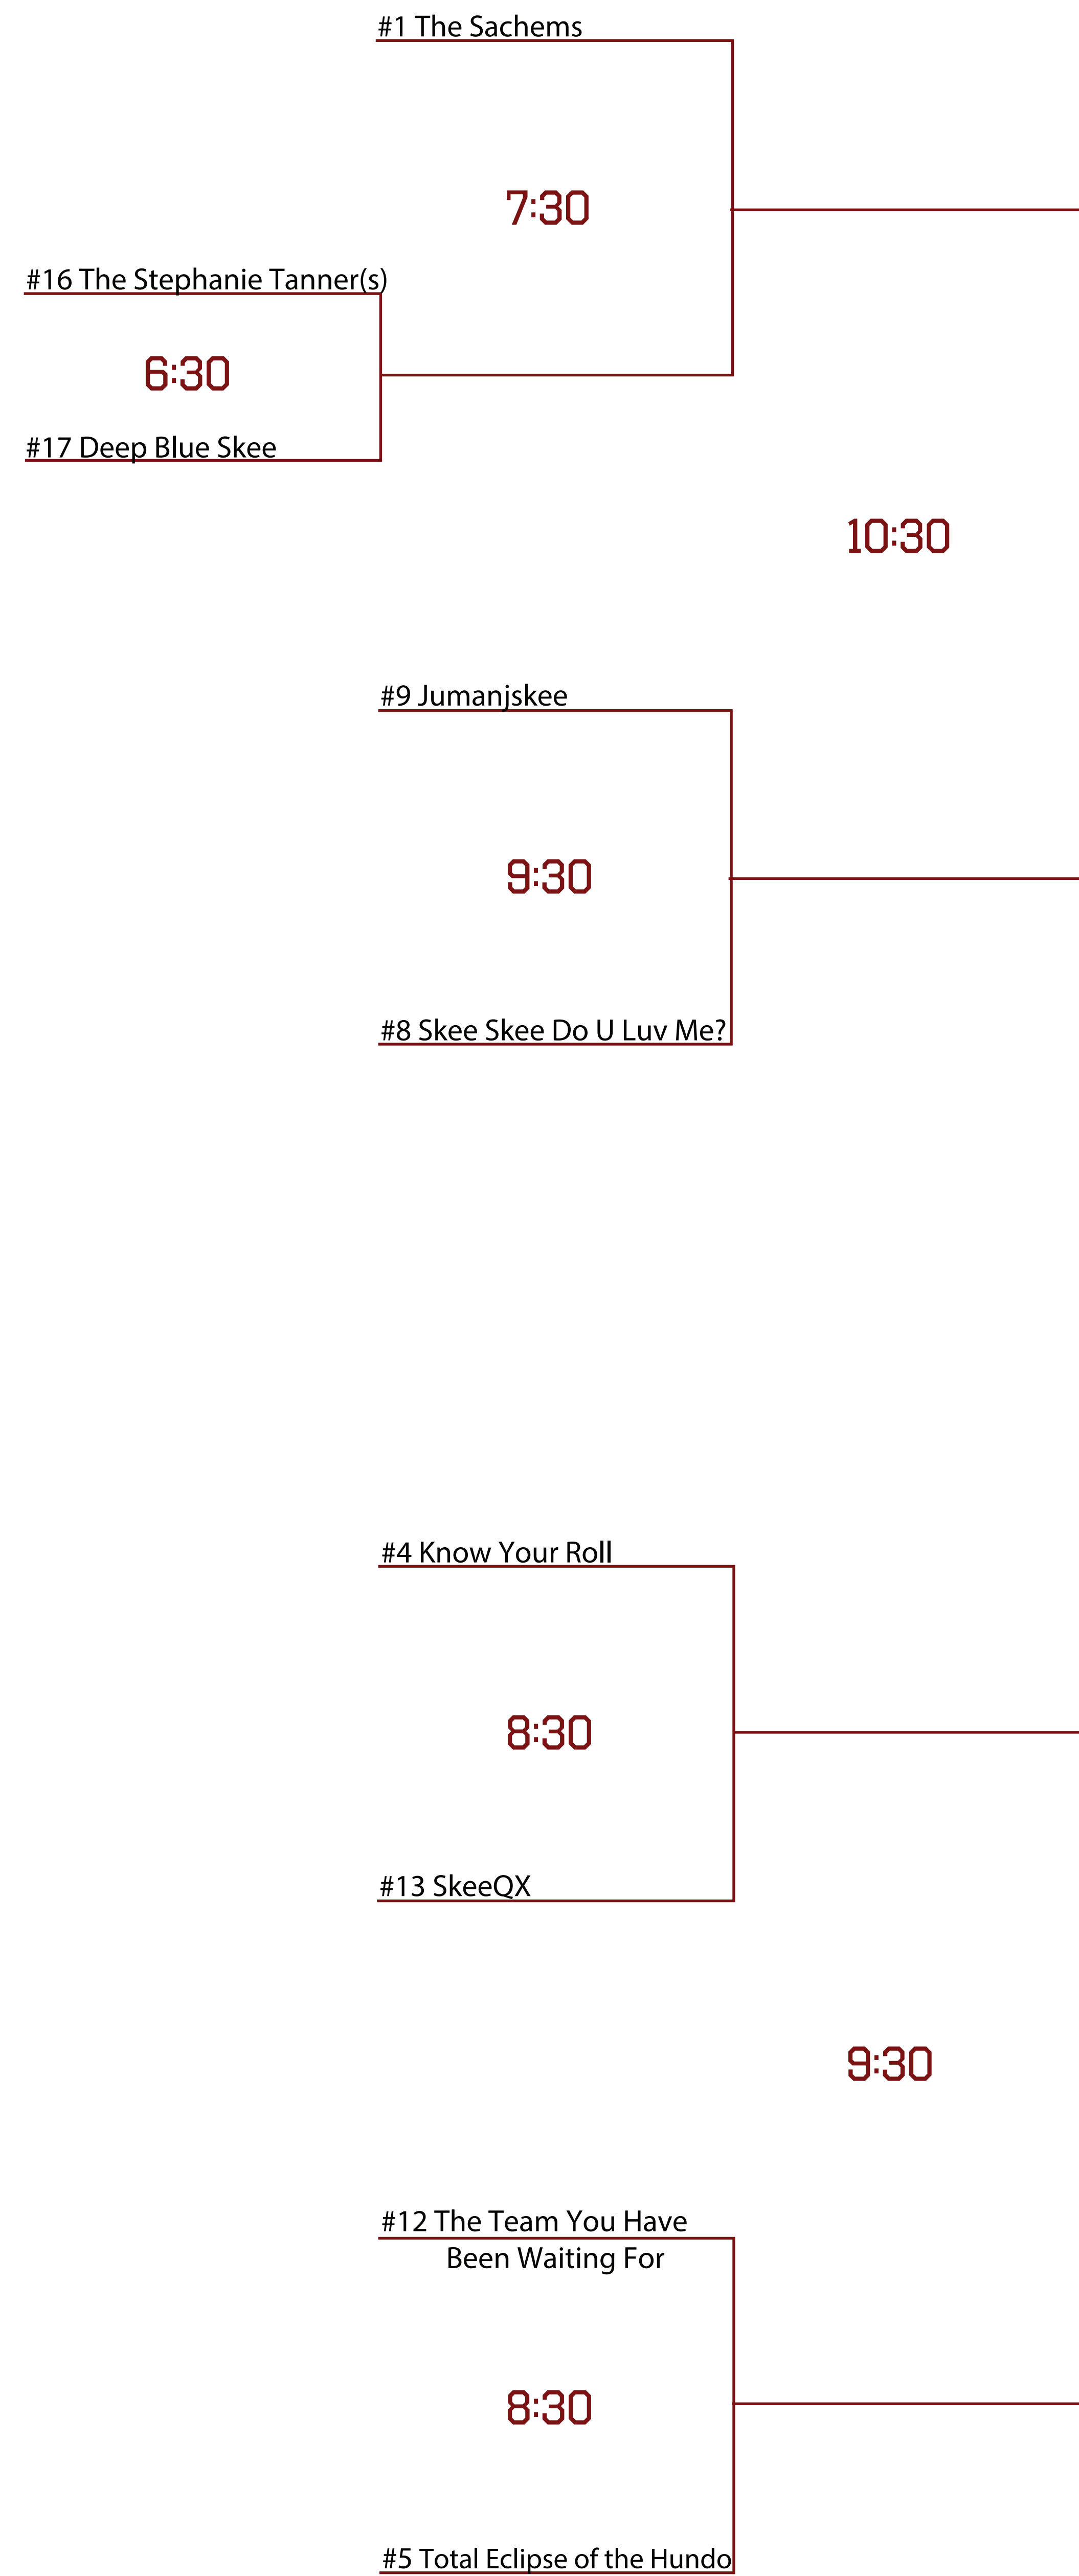 #1 The Sachems
7:30
#16 The Stephanie Tanner(s)
6:30
#17 Deep Blue Skee
10:30
#9 Jumanjskee
9:30
#8 Skee Skee Do U Luv Me?
#4 Know Your Roll
8:30
#13 SkeeQX
9:30
#12 The Team You Have
Been Waiting For
8:30
#5 Total Eclipse of the Hundo